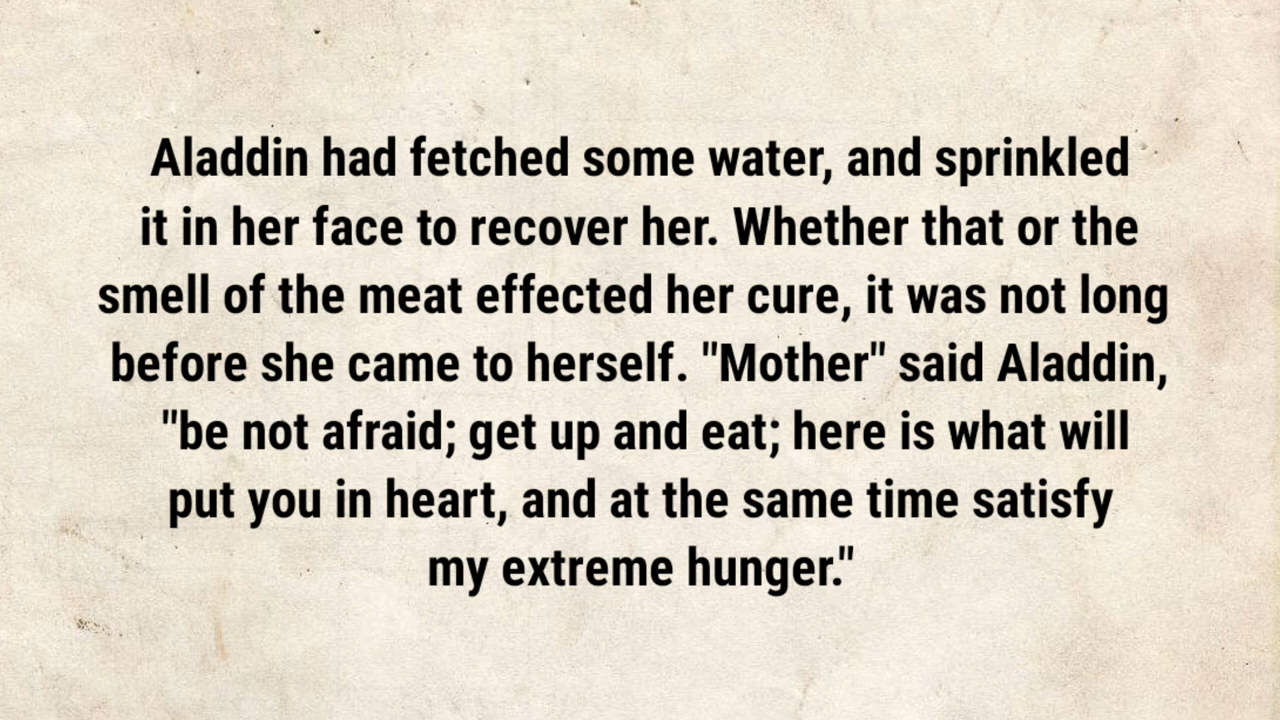 Aladdin had fetched some water, and sprinkled
it in her face to recover her. Whether that or the
smell of the meat effected her cure, it was not long
before she came to herself. "Mother" said Aladdin,
"be not afraid; get up and eat; here is what will
put you in heart, and at the same time satisfy
my extreme hunger."